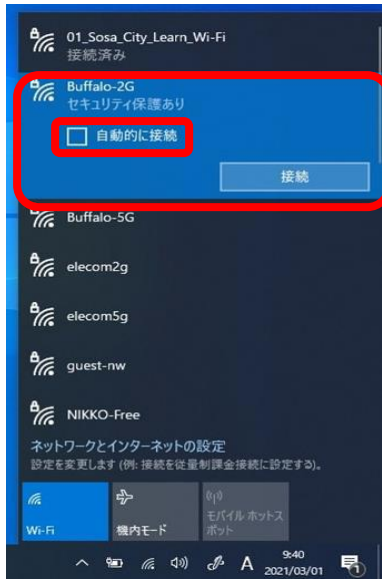 01_Sosa_City_Learn_Wi-Fi
接続済み
Buffalo-2G
セキュリティ保護あり
自動的に接続
接続
Buffalo-5G
elecom2g
elecom5g
guest-nw
NIKKO-Free
ネットワークとインターネットの設定
設定を変更します (例: 接続を従量制課金接続に設定する)。
Wi-Fi
機内モード
モバイル ホットス
ポット
A
9:40
2021/03/01
1